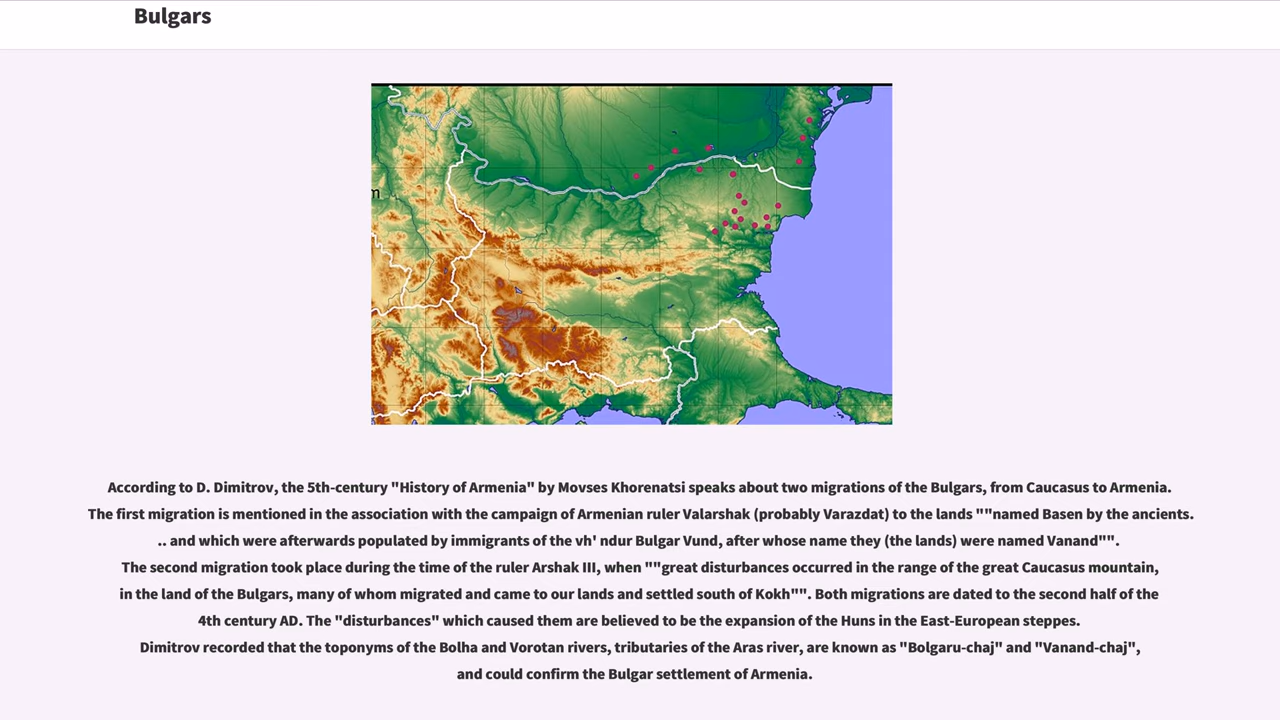 Bulgars
n
According to D. Dimitrov, the 5th-century "History of Armenia" by Movses Khorenatsi speaks about two migrations of the Bulgars, from Caucasus to Armenia.
The first migration is mentioned in the association with the campaign of Armenian ruler Valarshak (probably Varazdat) to the lands ""named Basen by the ancients.
.. and which were afterwards populated by immigrants of the vh' ndur Bulgar Vund, after whose name they (the lands) were named Vanand"".
The second migration took place during the time of the ruler Arshak III, when ""great disturbances occurred in the range of the great Caucasus mountain,
in the land of the Bulgars, many of whom migrated and came to our lands and settled south of Kokh"". Both migrations are dated to the second half of the
4th century AD. The "disturbances" which caused them are believed to be the expansion of the Huns in the East-European steppes.
Dimitrov recorded that the toponyms of the Bolha and Vorotan rivers, tributaries of the Aras river, are known as "Bolgaru-chaj" and "Vanand-chaj",
and could confirm the Bulgar settlement of Armenia.